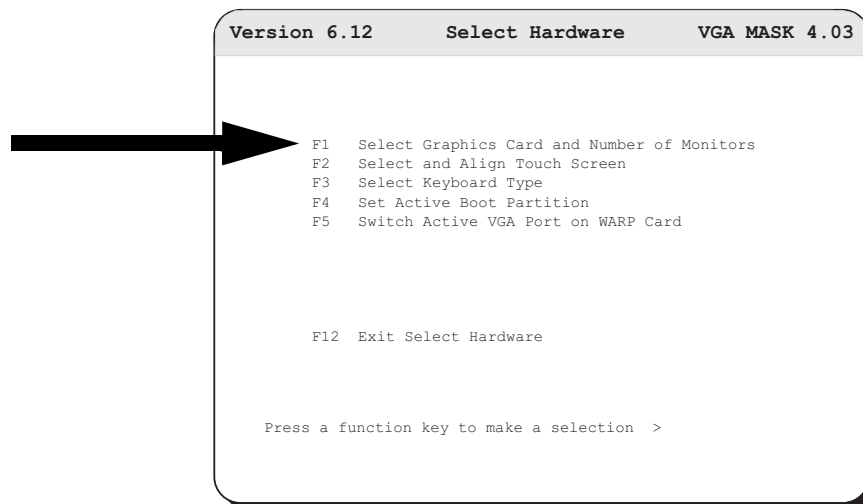 Version 6.12 Select Hardware VGA MASK 4.03
F1 Select Graphics Card and Number of Monitors
F2 Select and Align Touch Screen
F3 Select Keyboard Type
F4 Set Active Boot Partition
F5 Switch Active VGA Port on WARP Card
F12 Exit Select Hardware
Press a function key to make a selection >